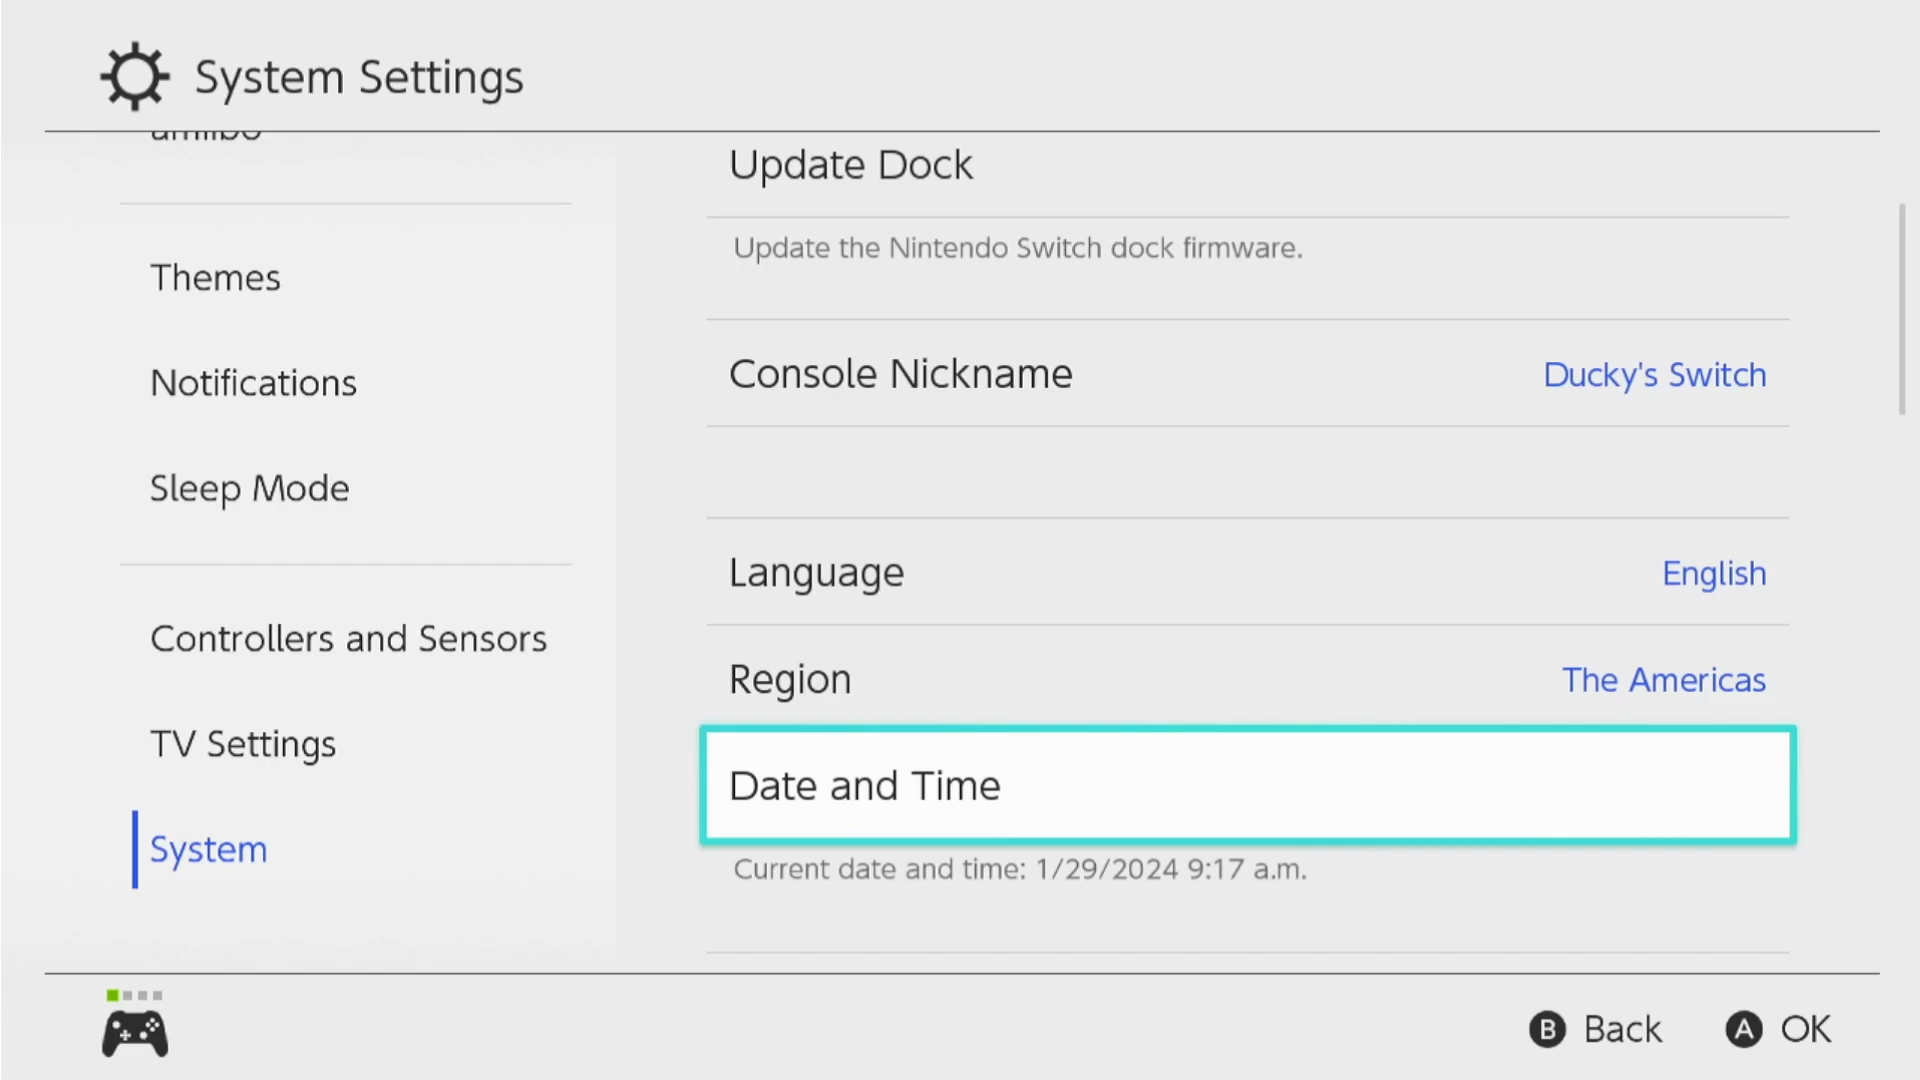 System Settings
amiibo
Themes
Notifications
Sleep Mode
Controllers and Sensors
TV Settings
System
Update Dock
Update the Nintendo Switch dock firmware.
Console Nickname Ducky's Switch
Language English
Region The Americas
Date and Time
Current date and time: 1/29/2024 9:17 a.m.
B Back A OK